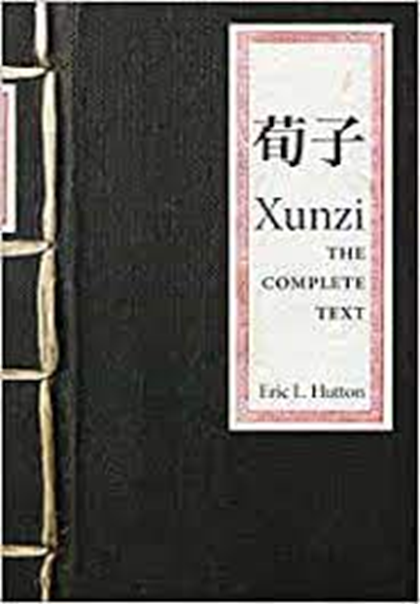 荀子
Xunzi
THE
COMPLETE
TEXT
Eric L. Hutton